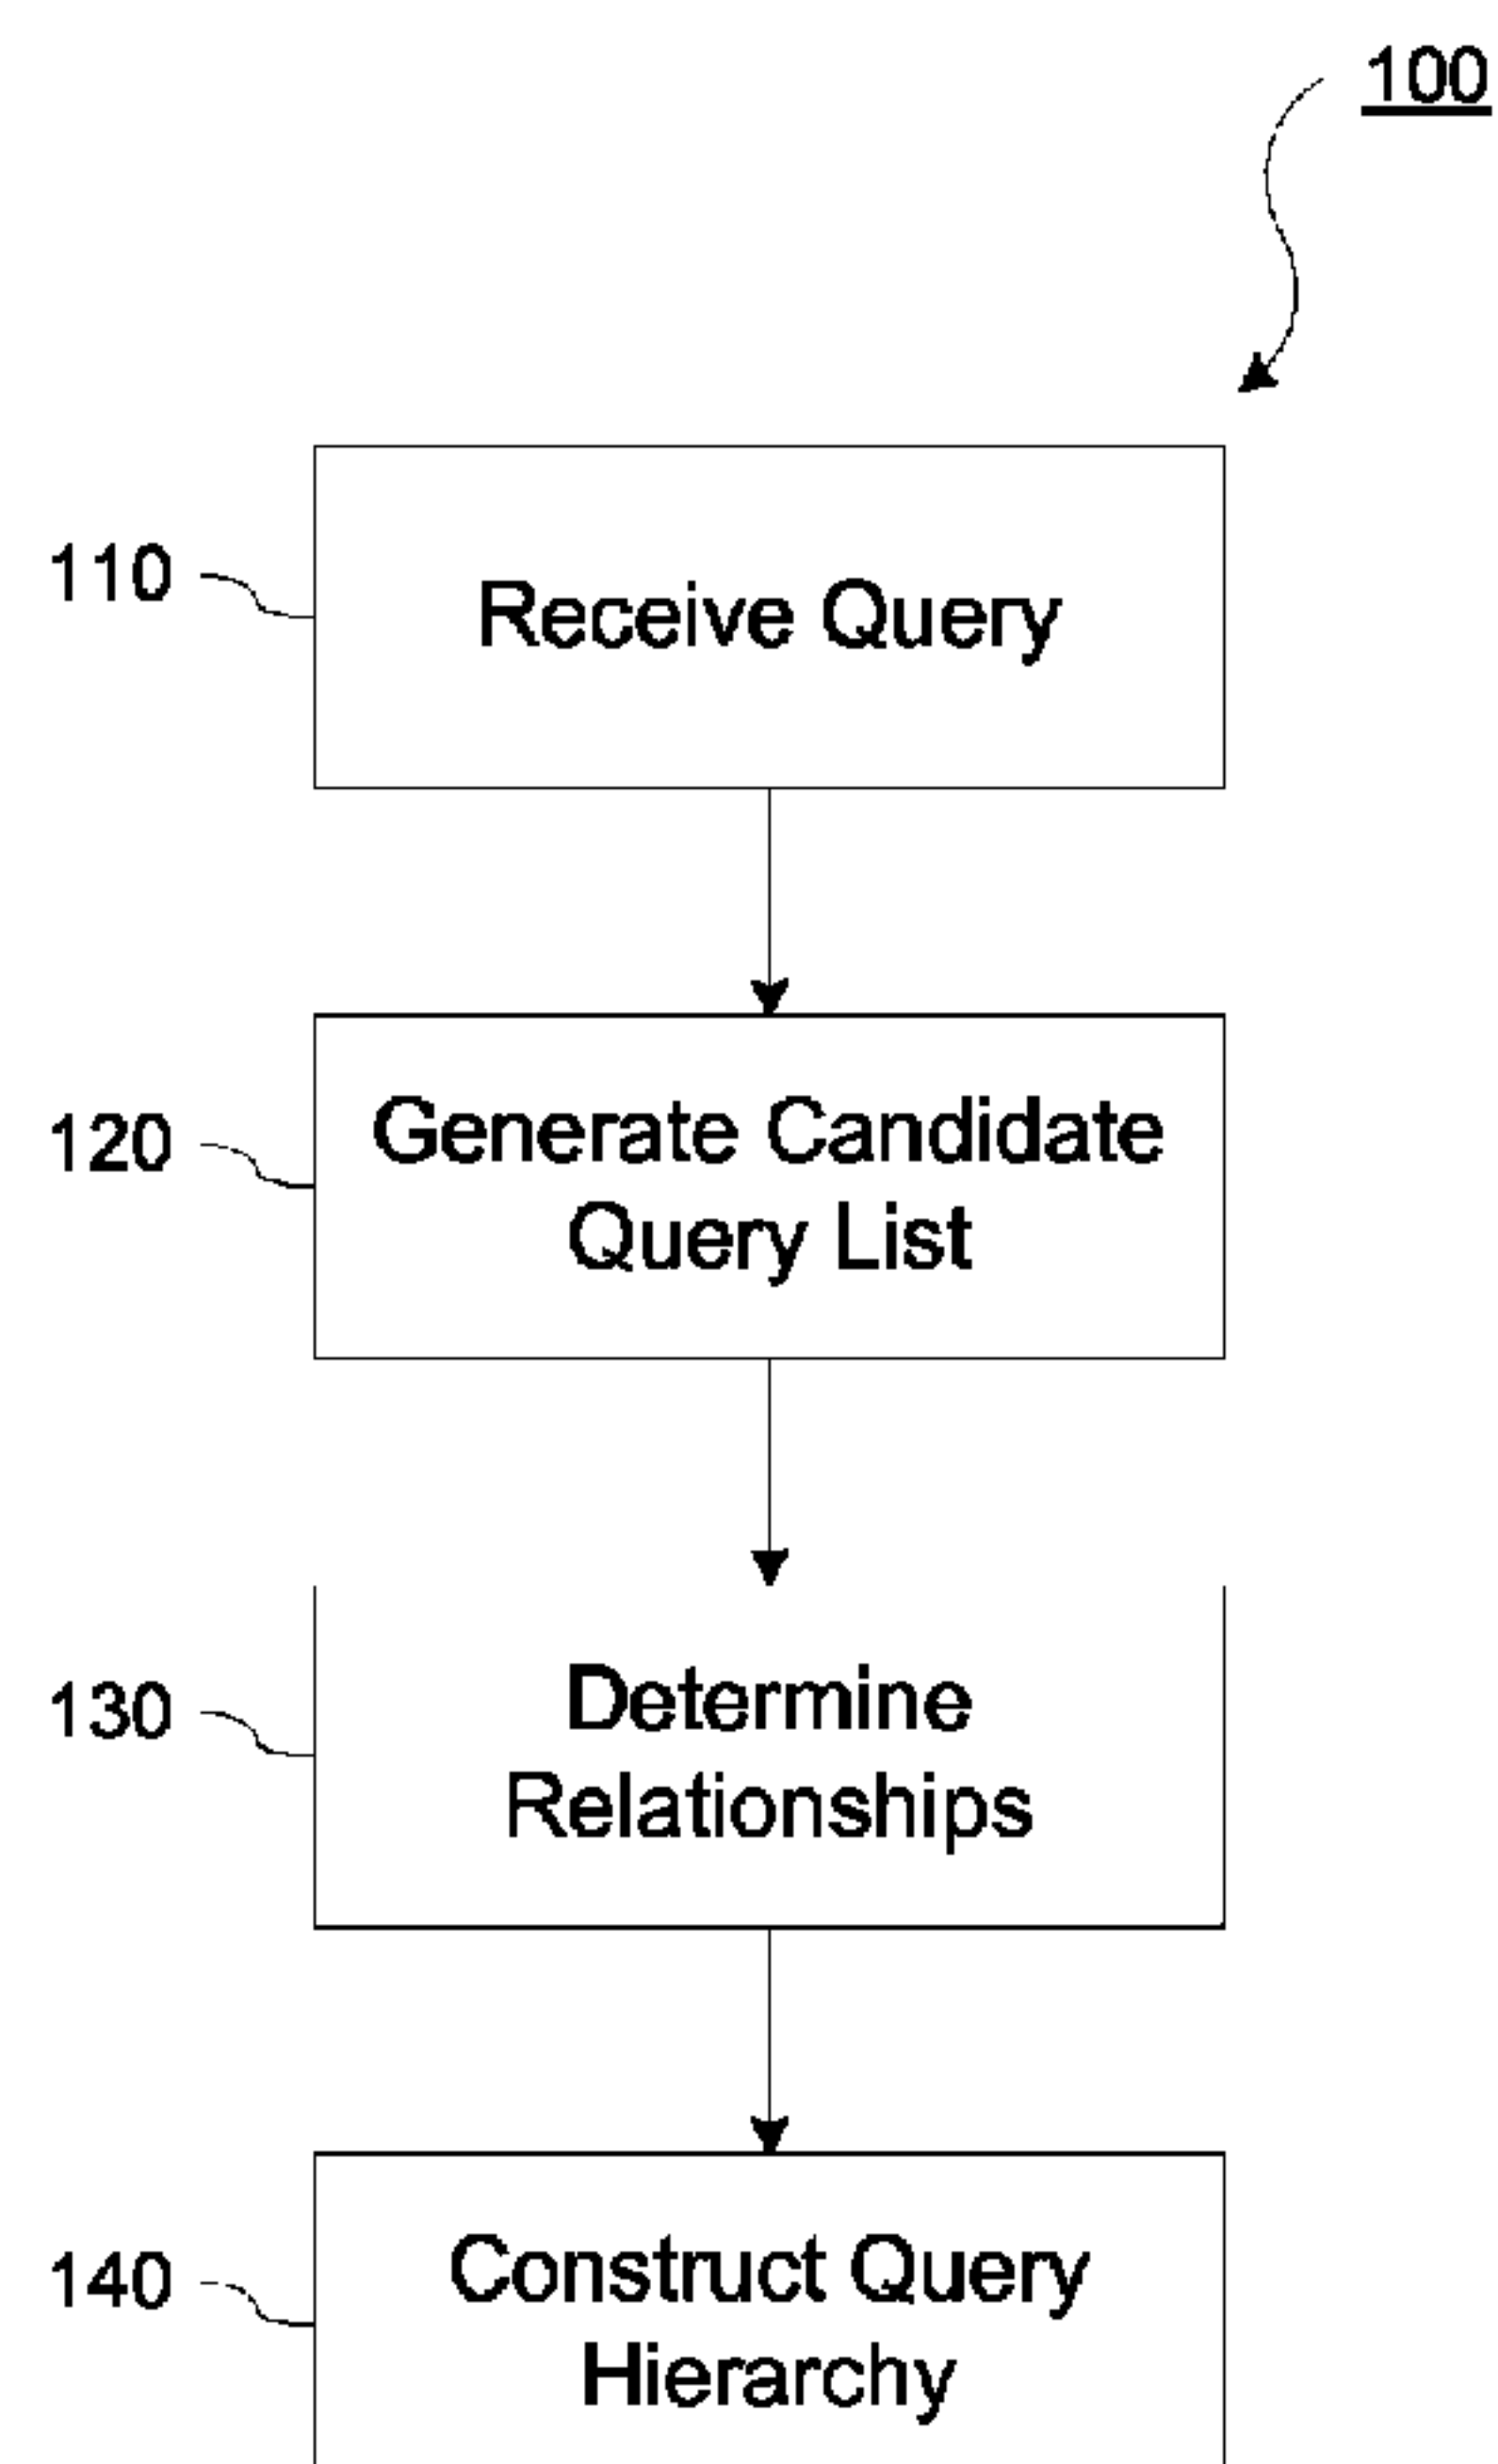 100
110
Receive Query
120
Generate Candidate
Query List
130
Determine
Relationships
140
Construct Query
Hierarchy